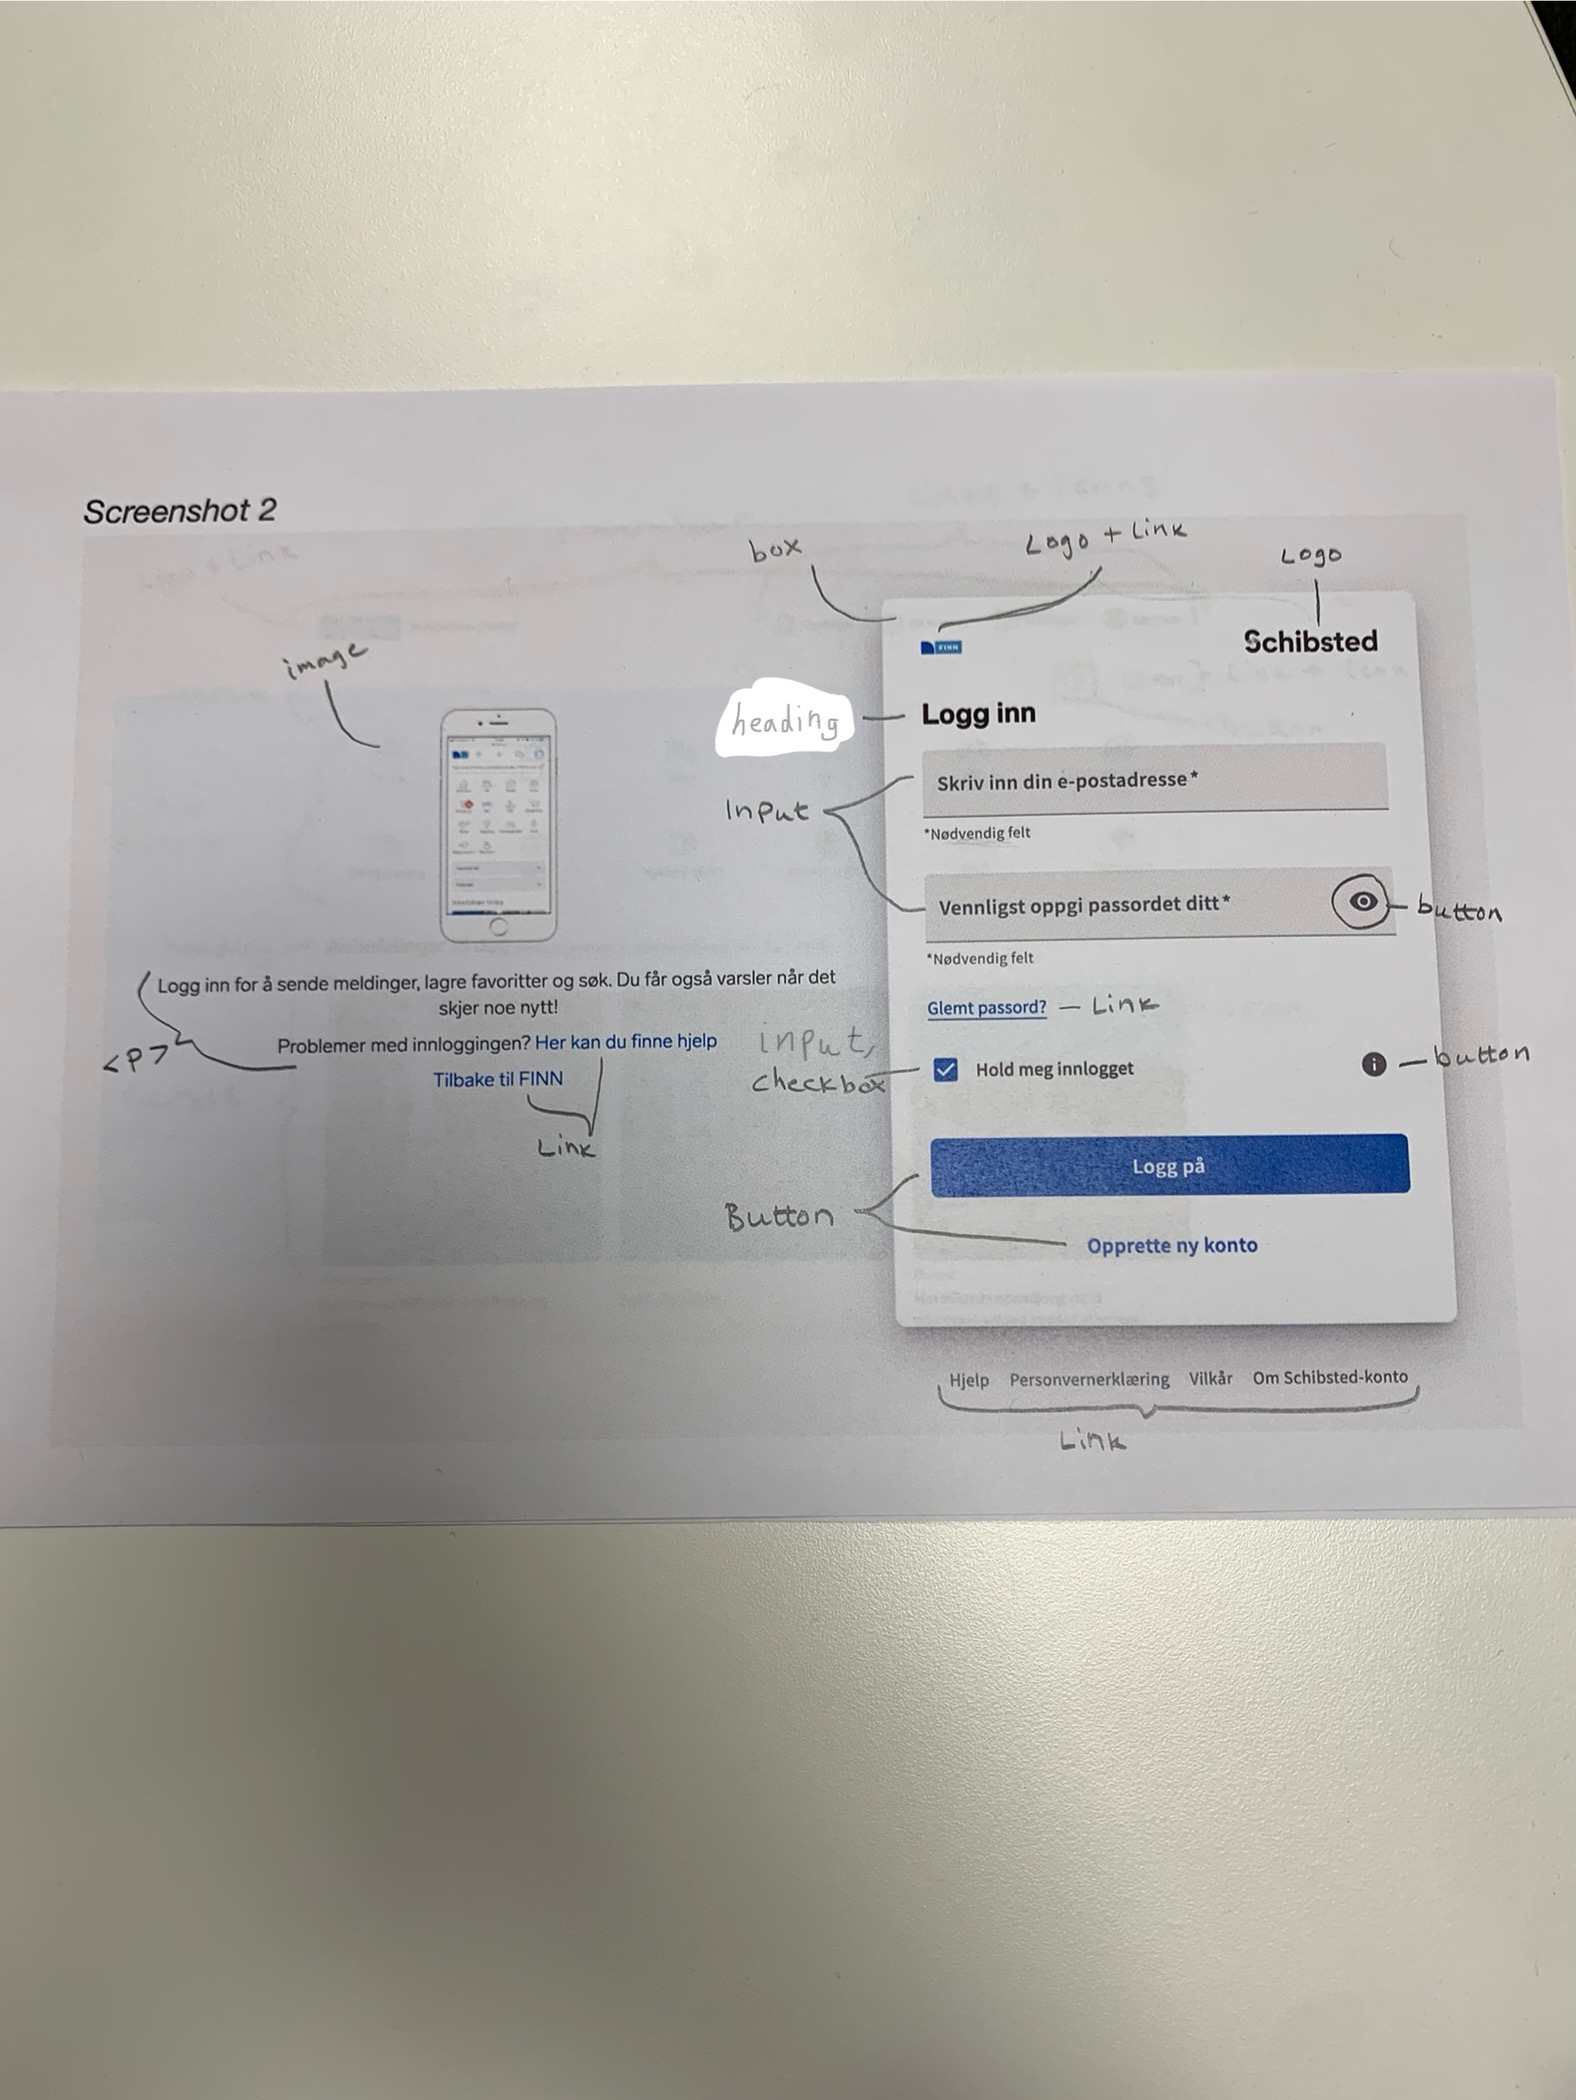 Screenshot 2
box
Logo + Link
Logo
image
FINN
Schibsted
heading
Logg inn
Input
Skriv inn din e-postadresse*
*Nødvendig felt
Vennligst oppgi passordet ditt*
button
*Nødvendig felt
Glemt passord?
Link
Logg inn for å sende meldinger, lagre favoritter og søk. Du får også varsler når det
skjer noe nytt!
<P>
Problemer med innloggingen? Her kan du finne hjelp
Tilbake til FINN
Link
input,
checkbox
Hold meg innlogget
button
Button
Logg på
Opprette ny konto
Hjelp Personvernerklæring Vilkår Om Schibsted-konto
Link